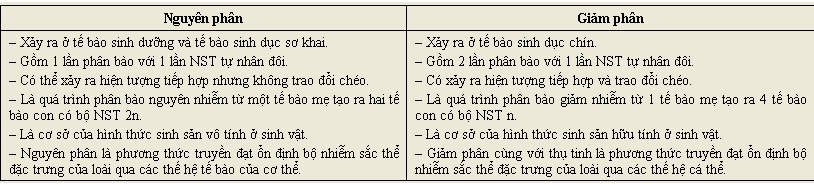 Nguyên phân
– Xảy ra ở tế bào sinh dưỡng và tế bào sinh dục sơ khai.
– Gồm 1 lần phân bào với 1 lần NST tự nhân đôi.
– Có thể xảy ra hiện tượng tiếp hợp nhưng không trao đổi chéo.
– Là quá trình phân bào nguyên nhiễm từ một tế bào mẹ tạo ra hai tế
bào con có bộ NST 2n.
– Là cơ sở của hình thức sinh sản vô tính ở sinh vật.
– Nguyên phân là phương thức truyền đạt ổn định bộ nhiễm sắc thể
đặc trưng của loài qua các thế hệ tế bào của cơ thể.
Giảm phân
– Xảy ra ở tế bào sinh dục chín.
– Gồm 2 lần phân bào với 1 lần NST tự nhân đôi.
– Có xảy ra hiện tượng tiếp hợp và trao đổi chéo.
– Là quá trình phân bào giảm nhiễm từ 1 tế bào mẹ tạo ra 4 tế bào
con có bộ NST n.
– Là cơ sở của hình thức sinh sản hữu tính ở sinh vật.
– Giảm phân cùng với thụ tinh là phương thức truyền đạt ổn định bộ
nhiễm sắc thể đặc trưng của loài qua các thế hệ cá thể.